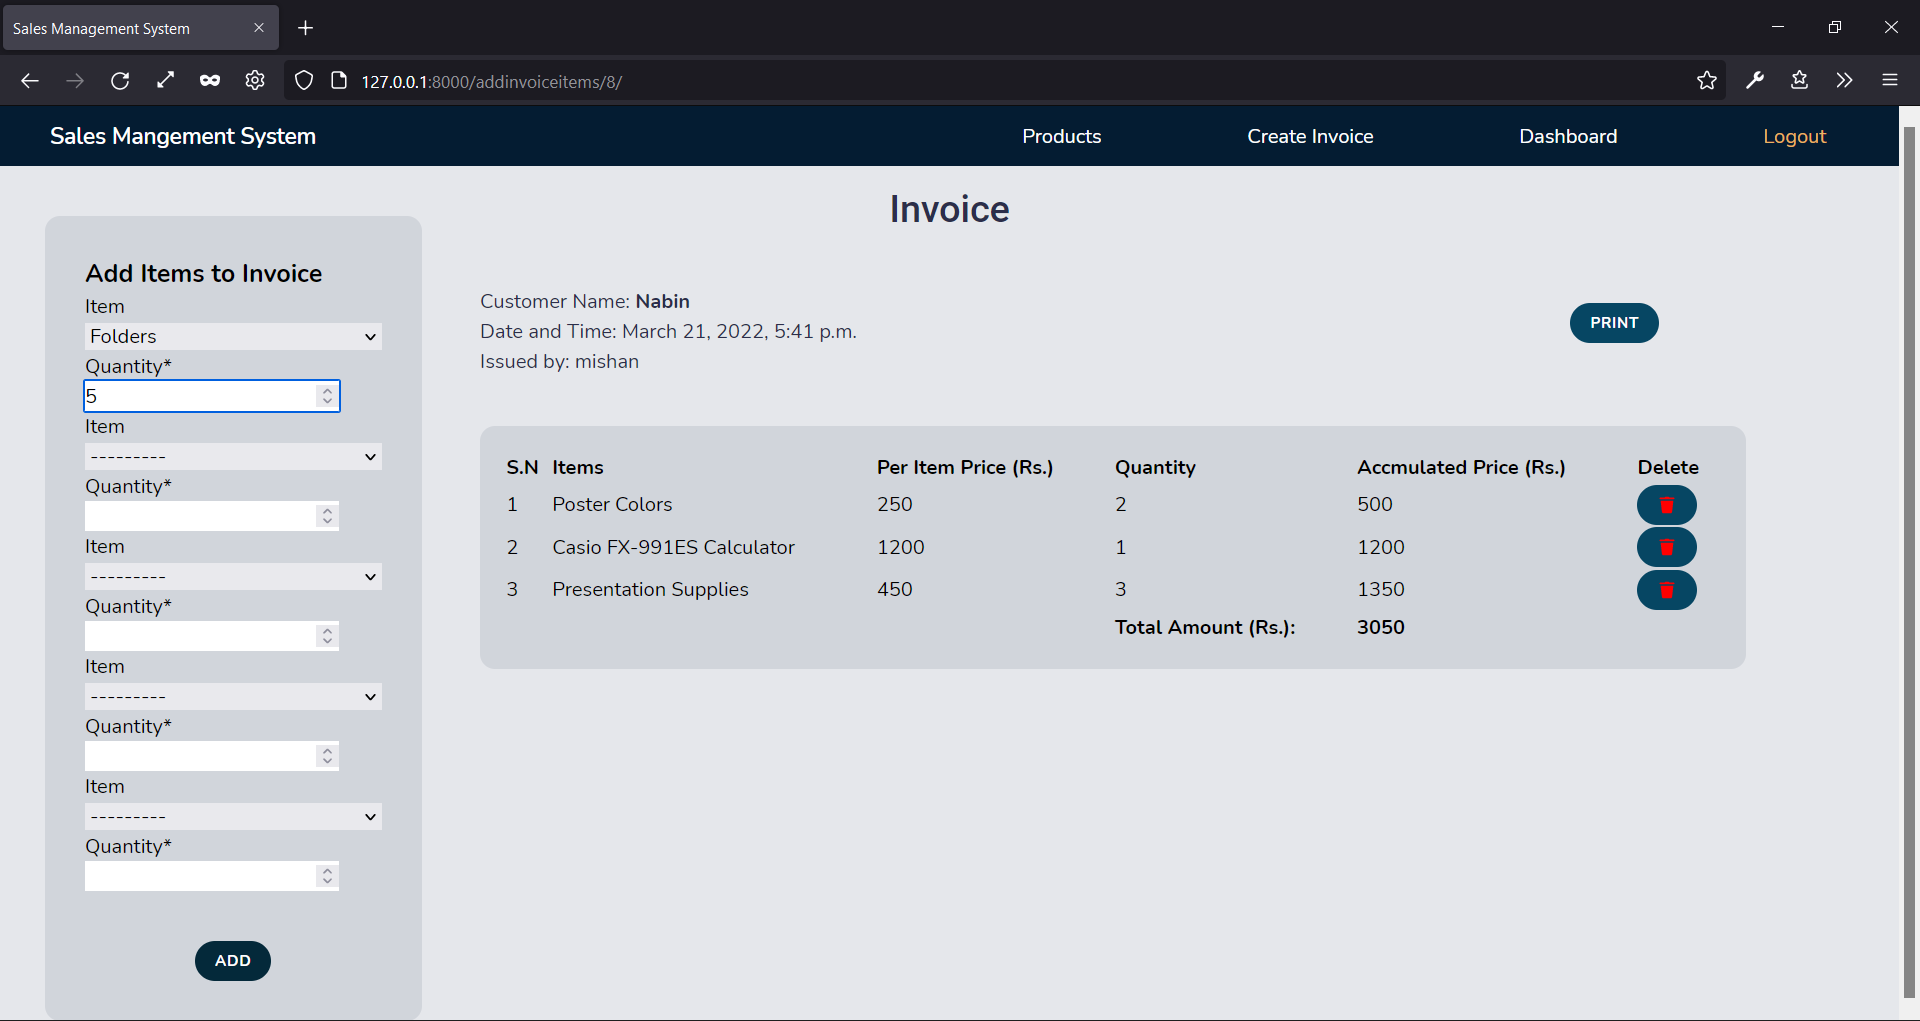 Sales Management System
127.0.0.1:8000/addinvoiceitems/8/
Sales Mangement System Products Create Invoice Dashboard Logout
Invoice
Add Items to Invoice
Item
Folders
Quantity*
5
Item
---------
Quantity*
Item
---------
Quantity*
Item
---------
Quantity*
Item
---------
Quantity*
ADD
Customer Name: Nabin
Date and Time: March 21, 2022, 5:41 p.m.
Issued by: mishan
PRINT
S.N Items Per Item Price (Rs.) Quantity Accmulated Price (Rs.) Delete
1 Poster Colors 250 2 500
2 Casio FX-991ES Calculator 1200 1 1200
3 Presentation Supplies 450 3 1350
Total Amount (Rs.): 3050